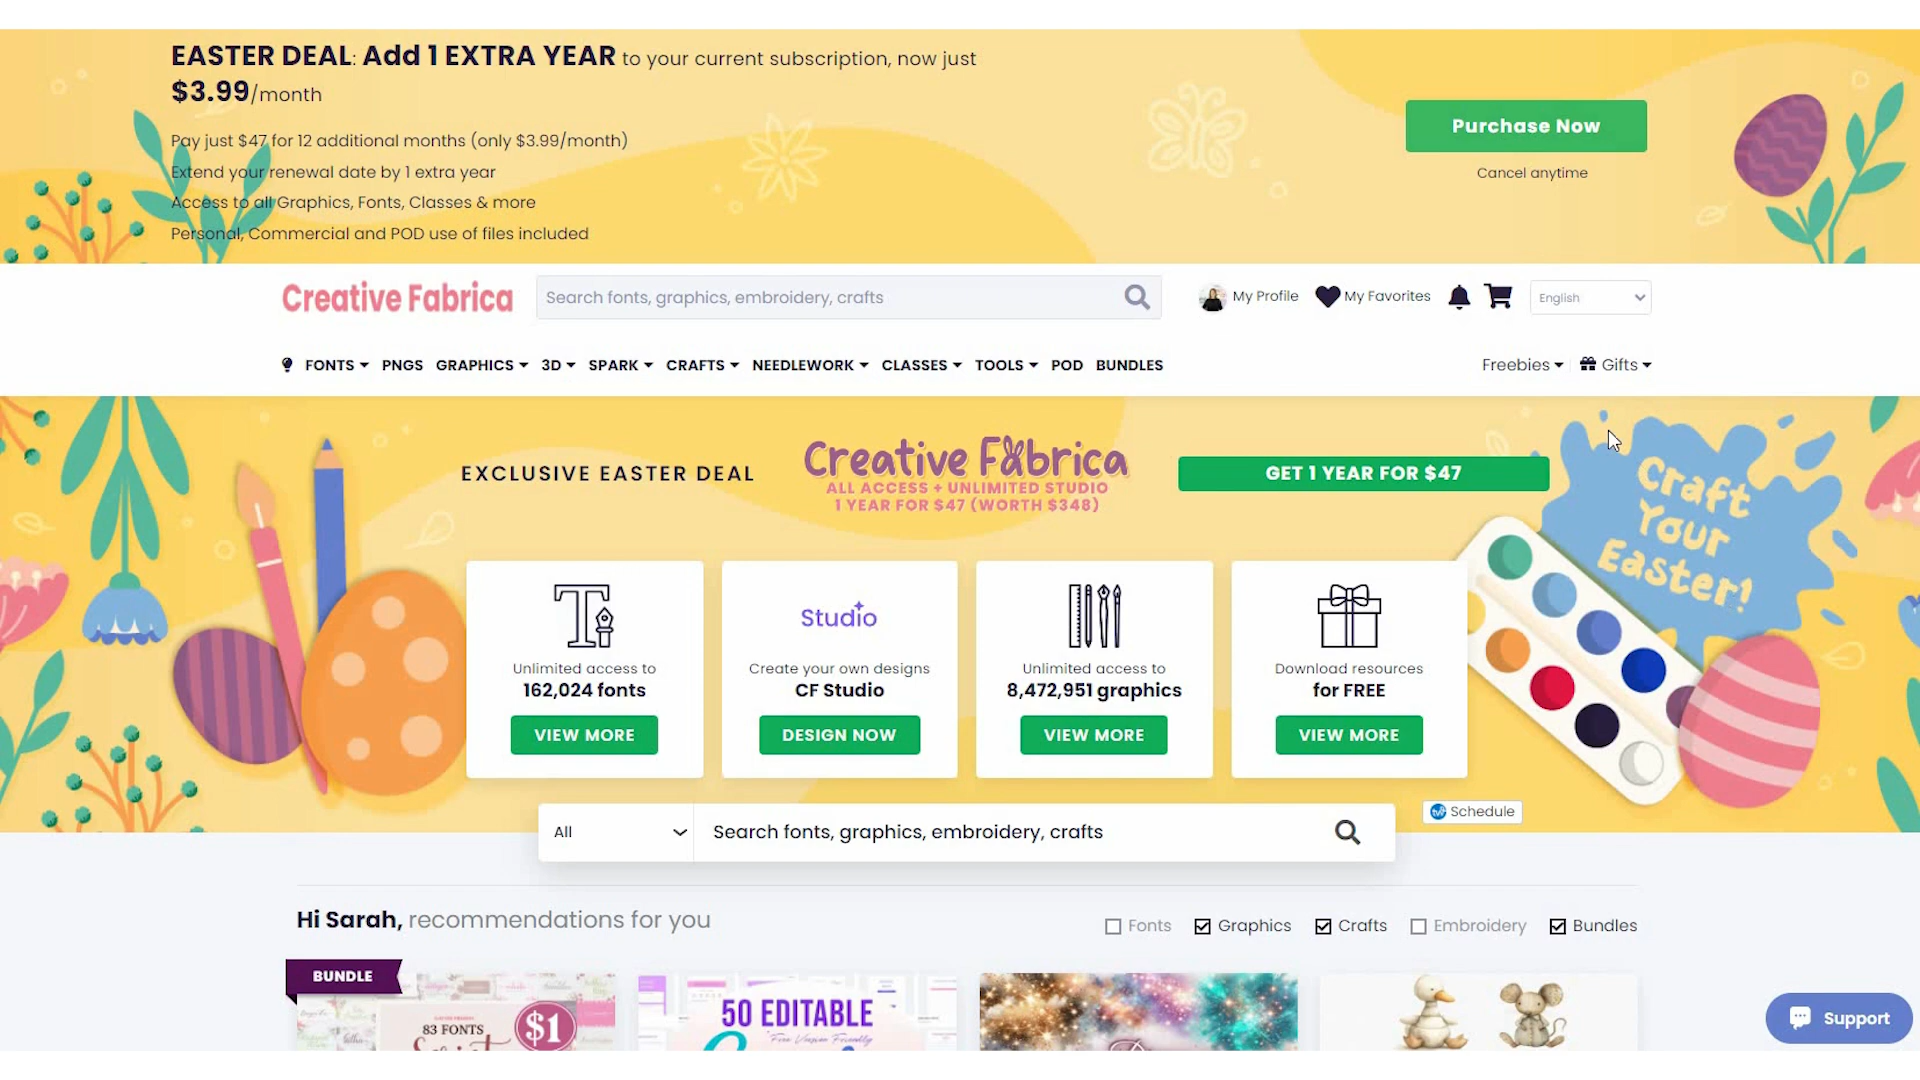 EASTER DEAL: Add 1 EXTRA YEAR to your current subscription, now just
$3.99/month
Pay just $47 for 12 additional months (only $3.99/month)
Extend your renewal date by 1 extra year
Access to all Graphics, Fonts, Classes & more
Personal, Commercial and POD use of files included
Purchase Now
Cancel anytime
Creative Fabrica
Search fonts, graphics, embroidery, crafts
My Profile
My Favorites
English
FONTS PNGS GRAPHICS 3D SPARK CRAFTS NEEDLEWORK CLASSES TOOLS POD BUNDLES
Freebies
Gifts
EXCLUSIVE EASTER DEAL
Creative Fabrica
ALL ACCESS + UNLIMITED STUDIO
1 YEAR FOR $47 (WORTH $348)
GET 1 YEAR FOR $47
Craft
Your
Easter!
Unlimited access to
162,024 fonts
VIEW MORE
Studio
Create your own designs
CF Studio
DESIGN NOW
Unlimited access to
8,472,951 graphics
VIEW MORE
Download resources
for FREE
VIEW MORE
Schedule
All
Search fonts, graphics, embroidery, crafts
Hi Sarah, recommendations for you
Fonts
Graphics
Crafts
Embroidery
Bundles
BUNDLE
83 FONTS
$1
50 EDITABLE
"Free Version Friendly
Support